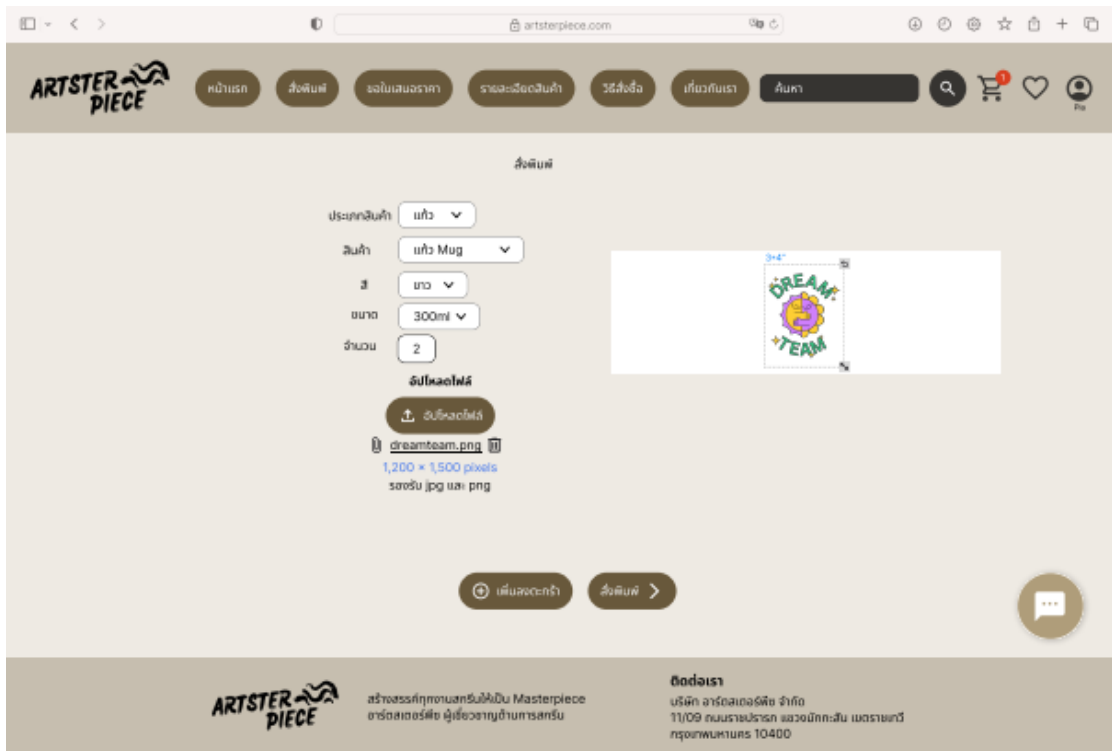 artsterpiece.com
ARTSTER
PIECE
หน้าแรก
สั่งพิมพ์
ขอใบเสนอราคา
รายละเอียดสินค้า
วิธีสั่งซื้อ
เกี่ยวกับเรา
ค้นหา
1
Pix
สั่งพิมพ์
ประเภทสินค้า แก้ว
สินค้า แก้ว Mug
สี ขาว
ขนาด 300ml
จำนวน 2
อัปโหลดไฟล์
อัปโหลดไฟล์
dreamteam.png
1,200 × 1,500 pixels
รองรับ jpg และ png
3*4"
DREAM
TEAM
เพิ่มลงตะกร้า
สั่งพิมพ์
ARTSTER
PIECE
สร้างสรรค์ทุกงานสกรีนให้เป็น Masterpiece
อาร์ตสเตอร์พีซ ผู้เชี่ยวชาญด้านการสกรีน
ติดต่อเรา
บริษัท อาร์ตสเตอร์พีซ จำกัด
11/09 ถนนราชปรารภ แขวงมักกะสัน เขตราชเทวี
กรุงเทพมหานคร 10400